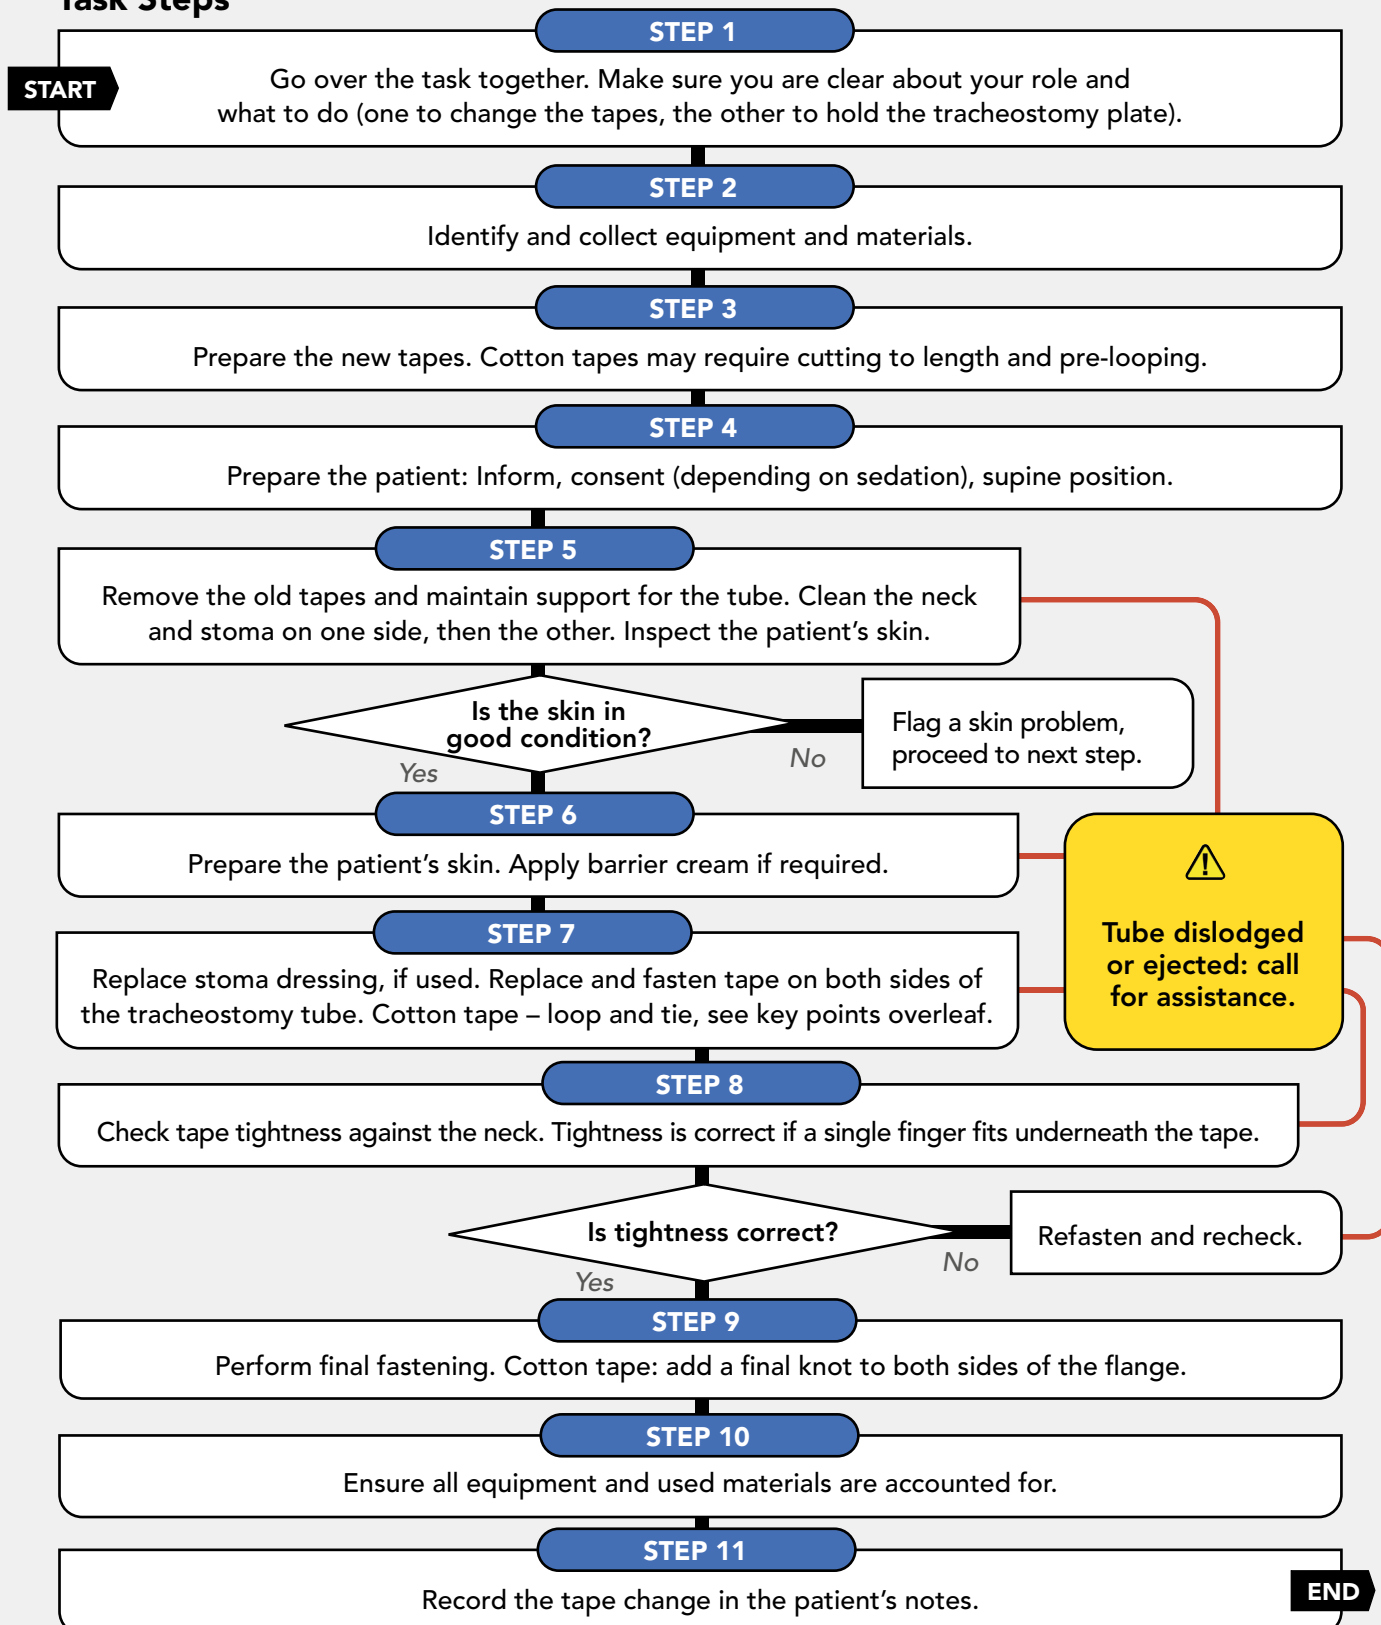 Task Steps
STEP 1
START
Go over the task together. Make sure you are clear about your role and
what to do (one to change the tapes, the other to hold the tracheostomy plate).
STEP 2
Identify and collect equipment and materials.
STEP 3
Prepare the new tapes. Cotton tapes may require cutting to length and pre-looping.
STEP 4
Prepare the patient: Inform, consent (depending on sedation), supine position.
STEP 5
Remove the old tapes and maintain support for the tube. Clean the neck
and stoma on one side, then the other. Inspect the patient’s skin.
Is the skin in
good condition?
Yes
No
Flag a skin problem,
proceed to next step.
STEP 6
Prepare the patient’s skin. Apply barrier cream if required.
STEP 7
Replace stoma dressing, if used. Replace and fasten tape on both sides of
the tracheostomy tube. Cotton tape – loop and tie, see key points overleaf.
Tube dislodged
or ejected: call
for assistance.
STEP 8
Check tape tightness against the neck. Tightness is correct if a single finger fits underneath the tape.
Is tightness correct?
Yes
No
Refasten and recheck.
STEP 9
Perform final fastening. Cotton tape: add a final knot to both sides of the flange.
STEP 10
Ensure all equipment and used materials are accounted for.
STEP 11
Record the tape change in the patient’s notes.
END